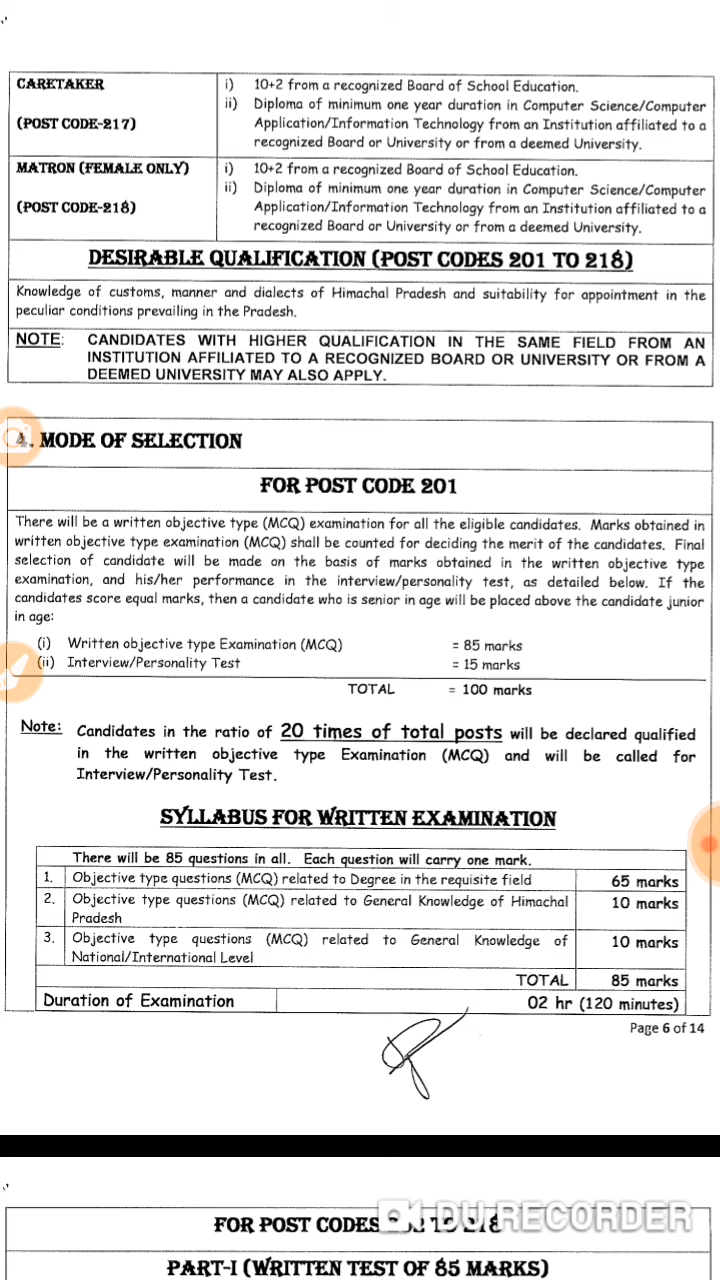 CARETAKER
(POST CODE-217)
i) 10+2 from a recognized Board of School Education.
ii) Diploma of minimum one year duration in Computer Science/Computer
Application/Information Technology from an Institution affiliated to a
recognized Board or University or from a deemed University.
MATRON (FEMALE ONLY)
(POST CODE-218)
i) 10+2 from a recognized Board of School Education.
ii) Diploma of minimum one year duration in Computer Science/Computer
Application/Information Technology from an Institution affiliated to a
recognized Board or University or from a deemed University.
DESIRABLE QUALIFICATION (POST CODES 201 TO 218)
Knowledge of customs, manner and dialects of Himachal Pradesh and suitability for appointment in the
peculiar conditions prevailing in the Pradesh.
NOTE: CANDIDATES WITH HIGHER QUALIFICATION IN THE SAME FIELD FROM AN
INSTITUTION AFFILIATED TO A RECOGNIZED BOARD OR UNIVERSITY OR FROM A
DEEMED UNIVERSITY MAY ALSO APPLY.
4. MODE OF SELECTION
FOR POST CODE 201
There will be a written objective type (MCQ) examination for all the eligible candidates. Marks obtained in
written objective type examination (MCQ) shall be counted for deciding the merit of the candidates. Final
selection of candidate will be made on the basis of marks obtained in the written objective type
examination, and his/her performance in the interview/personality test, as detailed below. If the
candidates score equal marks, then a candidate who is senior in age will be placed above the candidate junior
in age:
(i) Written objective type Examination (MCQ) = 85 marks
(ii) Interview/Personality Test = 15 marks
TOTAL = 100 marks
Note: Candidates in the ratio of 20 times of total posts will be declared qualified
in the written objective type Examination (MCQ) and will be called for
Interview/Personality Test.
SYLLABUS FOR WRITTEN EXAMINATION
There will be 85 questions in all. Each question will carry one mark.
1. Objective type questions (MCQ) related to Degree in the requisite field 65 marks
2. Objective type questions (MCQ) related to General Knowledge of Himachal 10 marks
Pradesh
3. Objective type questions (MCQ) related to General Knowledge of 10 marks
National/International Level
TOTAL 85 marks
Duration of Examination 02 hr (120 minutes)
Page 6 of 14
FOR POST CODES TO 218
DU RECORDER
PART-I (WRITTEN TEST OF 85 MARKS)